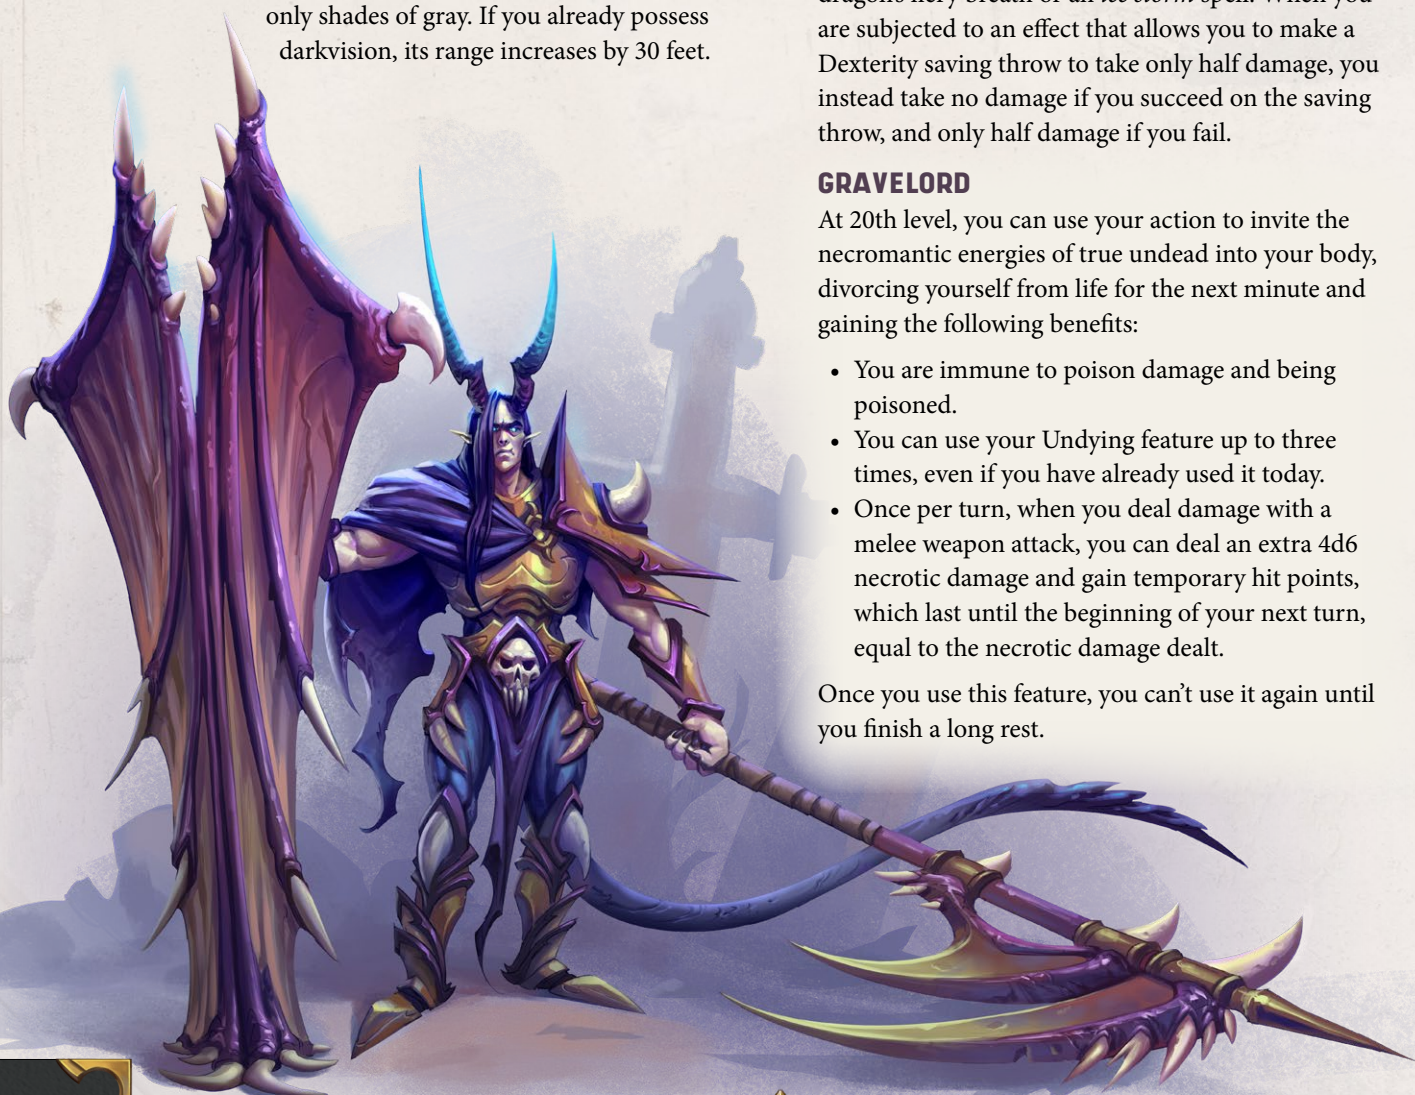 only shades of gray. If you already possess
darkvision, its range increases by 30 feet.
are subjected to an effect that allows you to make a
Dexterity saving throw to take only half damage, you
instead take no damage if you succeed on the saving
throw, and only half damage if you fail.
GRAVELORD
At 20th level, you can use your action to invite the
necromantic energies of true undead into your body,
divorcing yourself from life for the next minute and
gaining the following benefits:
• You are immune to poison damage and being
poisoned.
• You can use your Undying feature up to three
times, even if you have already used it today.
• Once per turn, when you deal damage with a
melee weapon attack, you can deal an extra 4d6
necrotic damage and gain temporary hit points,
which last until the beginning of your next turn,
equal to the necrotic damage dealt.
Once you use this feature, you can’t use it again until
you finish a long rest.